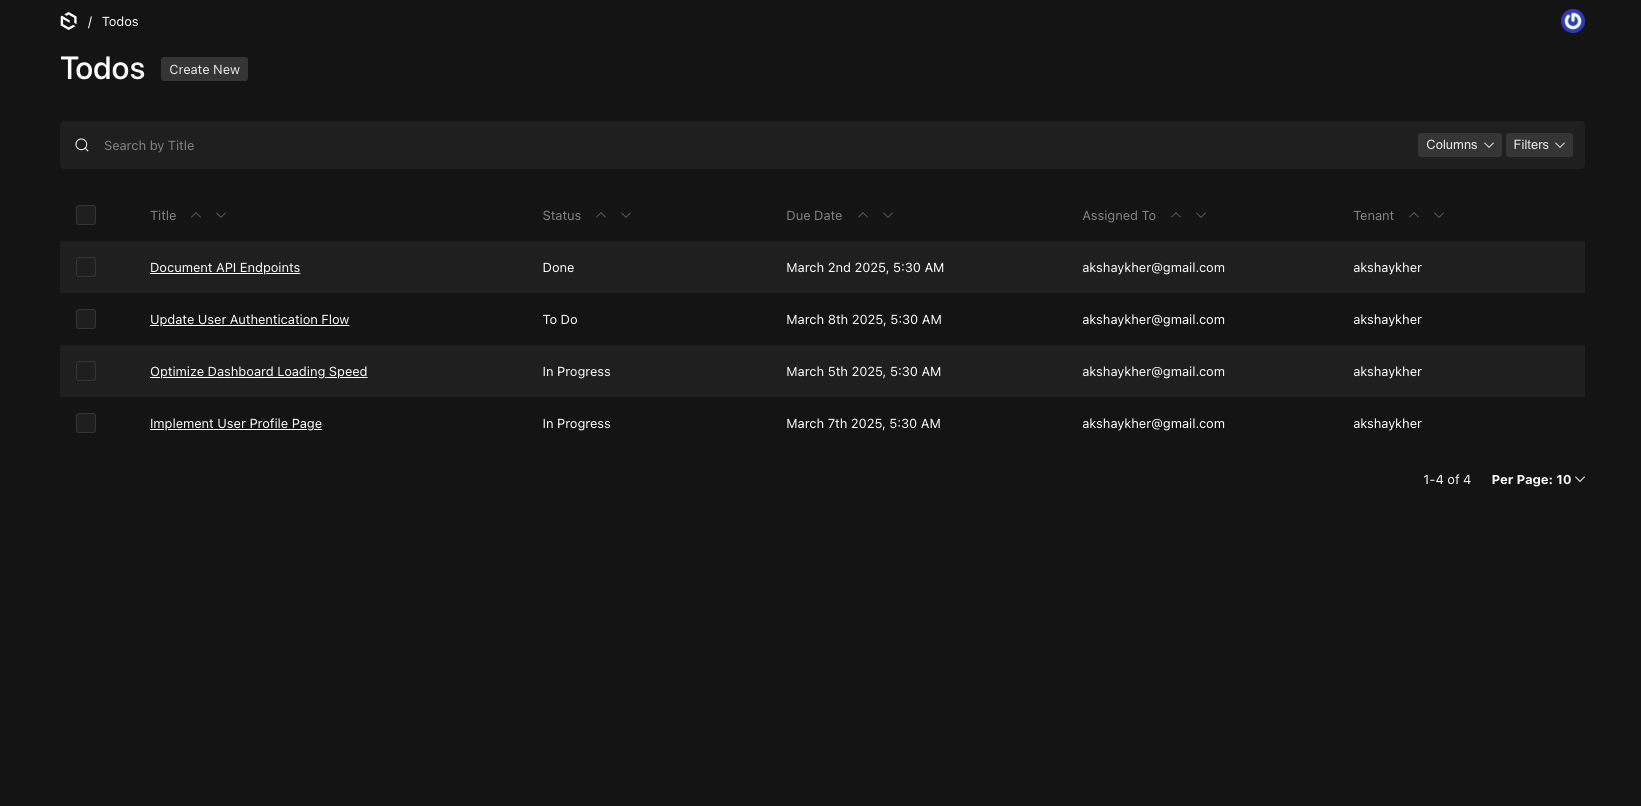 / Todos
Todos Create New
Search by Title Columns Filters
Title Status Due Date Assigned To Tenant
Document API Endpoints Done March 2nd 2025, 5:30 AM akshaykher@gmail.com akshaykher
Update User Authentication Flow To Do March 8th 2025, 5:30 AM akshaykher@gmail.com akshaykher
Optimize Dashboard Loading Speed In Progress March 5th 2025, 5:30 AM akshaykher@gmail.com akshaykher
Implement User Profile Page In Progress March 7th 2025, 5:30 AM akshaykher@gmail.com akshaykher
1-4 of 4 Per Page: 10